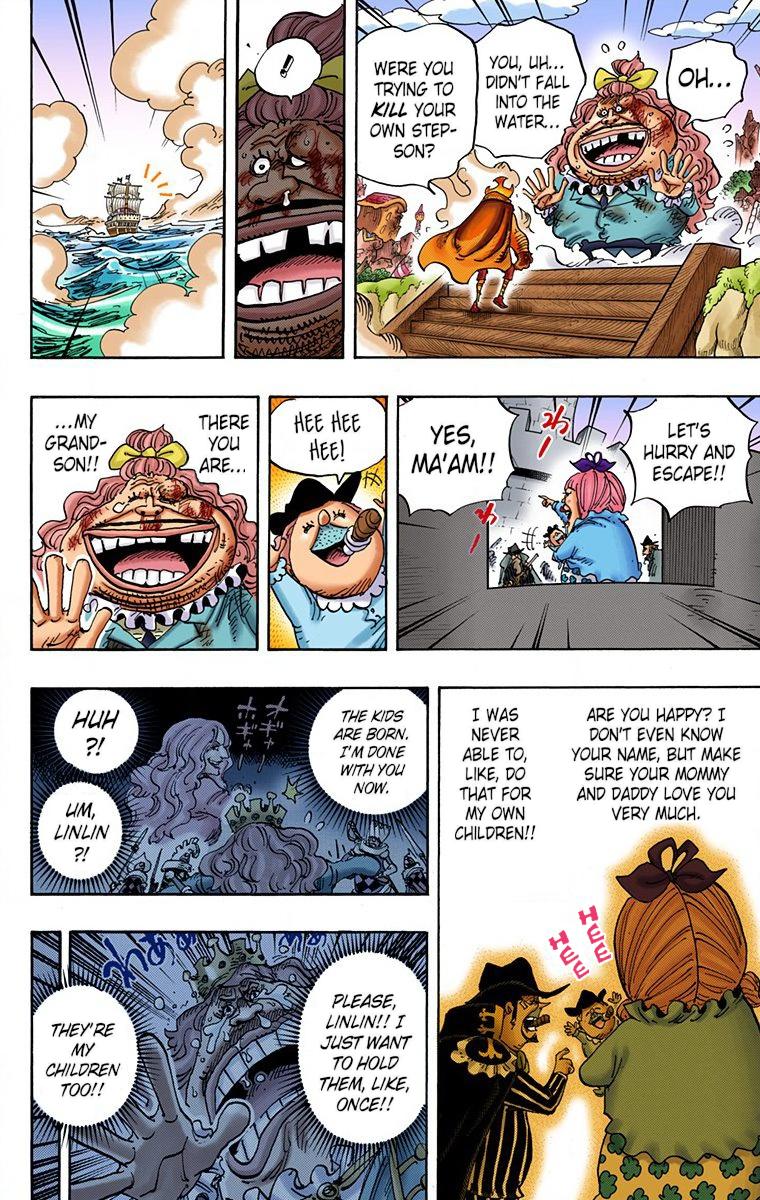 OH...
YOU, UH...
DIDN'T FALL
INTO THE
WATER...
WERE YOU
TRYING TO
KILL YOUR
OWN STEP-
SON?
!
LET'S
HURRY AND
ESCAPE!!
わー
わー
YES,
MA'AM!!
HEE HEE
HEE!
THERE
YOU
ARE...
...MY
GRAND-
SON!!
ARE YOU HAPPY? I
DON'T EVEN KNOW
YOUR NAME, BUT MAKE
SURE YOUR MOMMY
AND DADDY LOVE YOU
VERY MUCH.
I WAS
NEVER
ABLE TO,
LIKE, DO
THAT FOR
MY OWN
CHILDREN!!
HEE
HEE
THE KIDS
ARE BORN.
I'M DONE
WITH YOU
NOW.
HUH
?!
UM,
LINLIN
?!
PLEASE,
LINLIN!! I
JUST WANT
TO HOLD
THEM, LIKE,
ONCE!!
THEY'RE
MY
CHILDREN
TOO!!